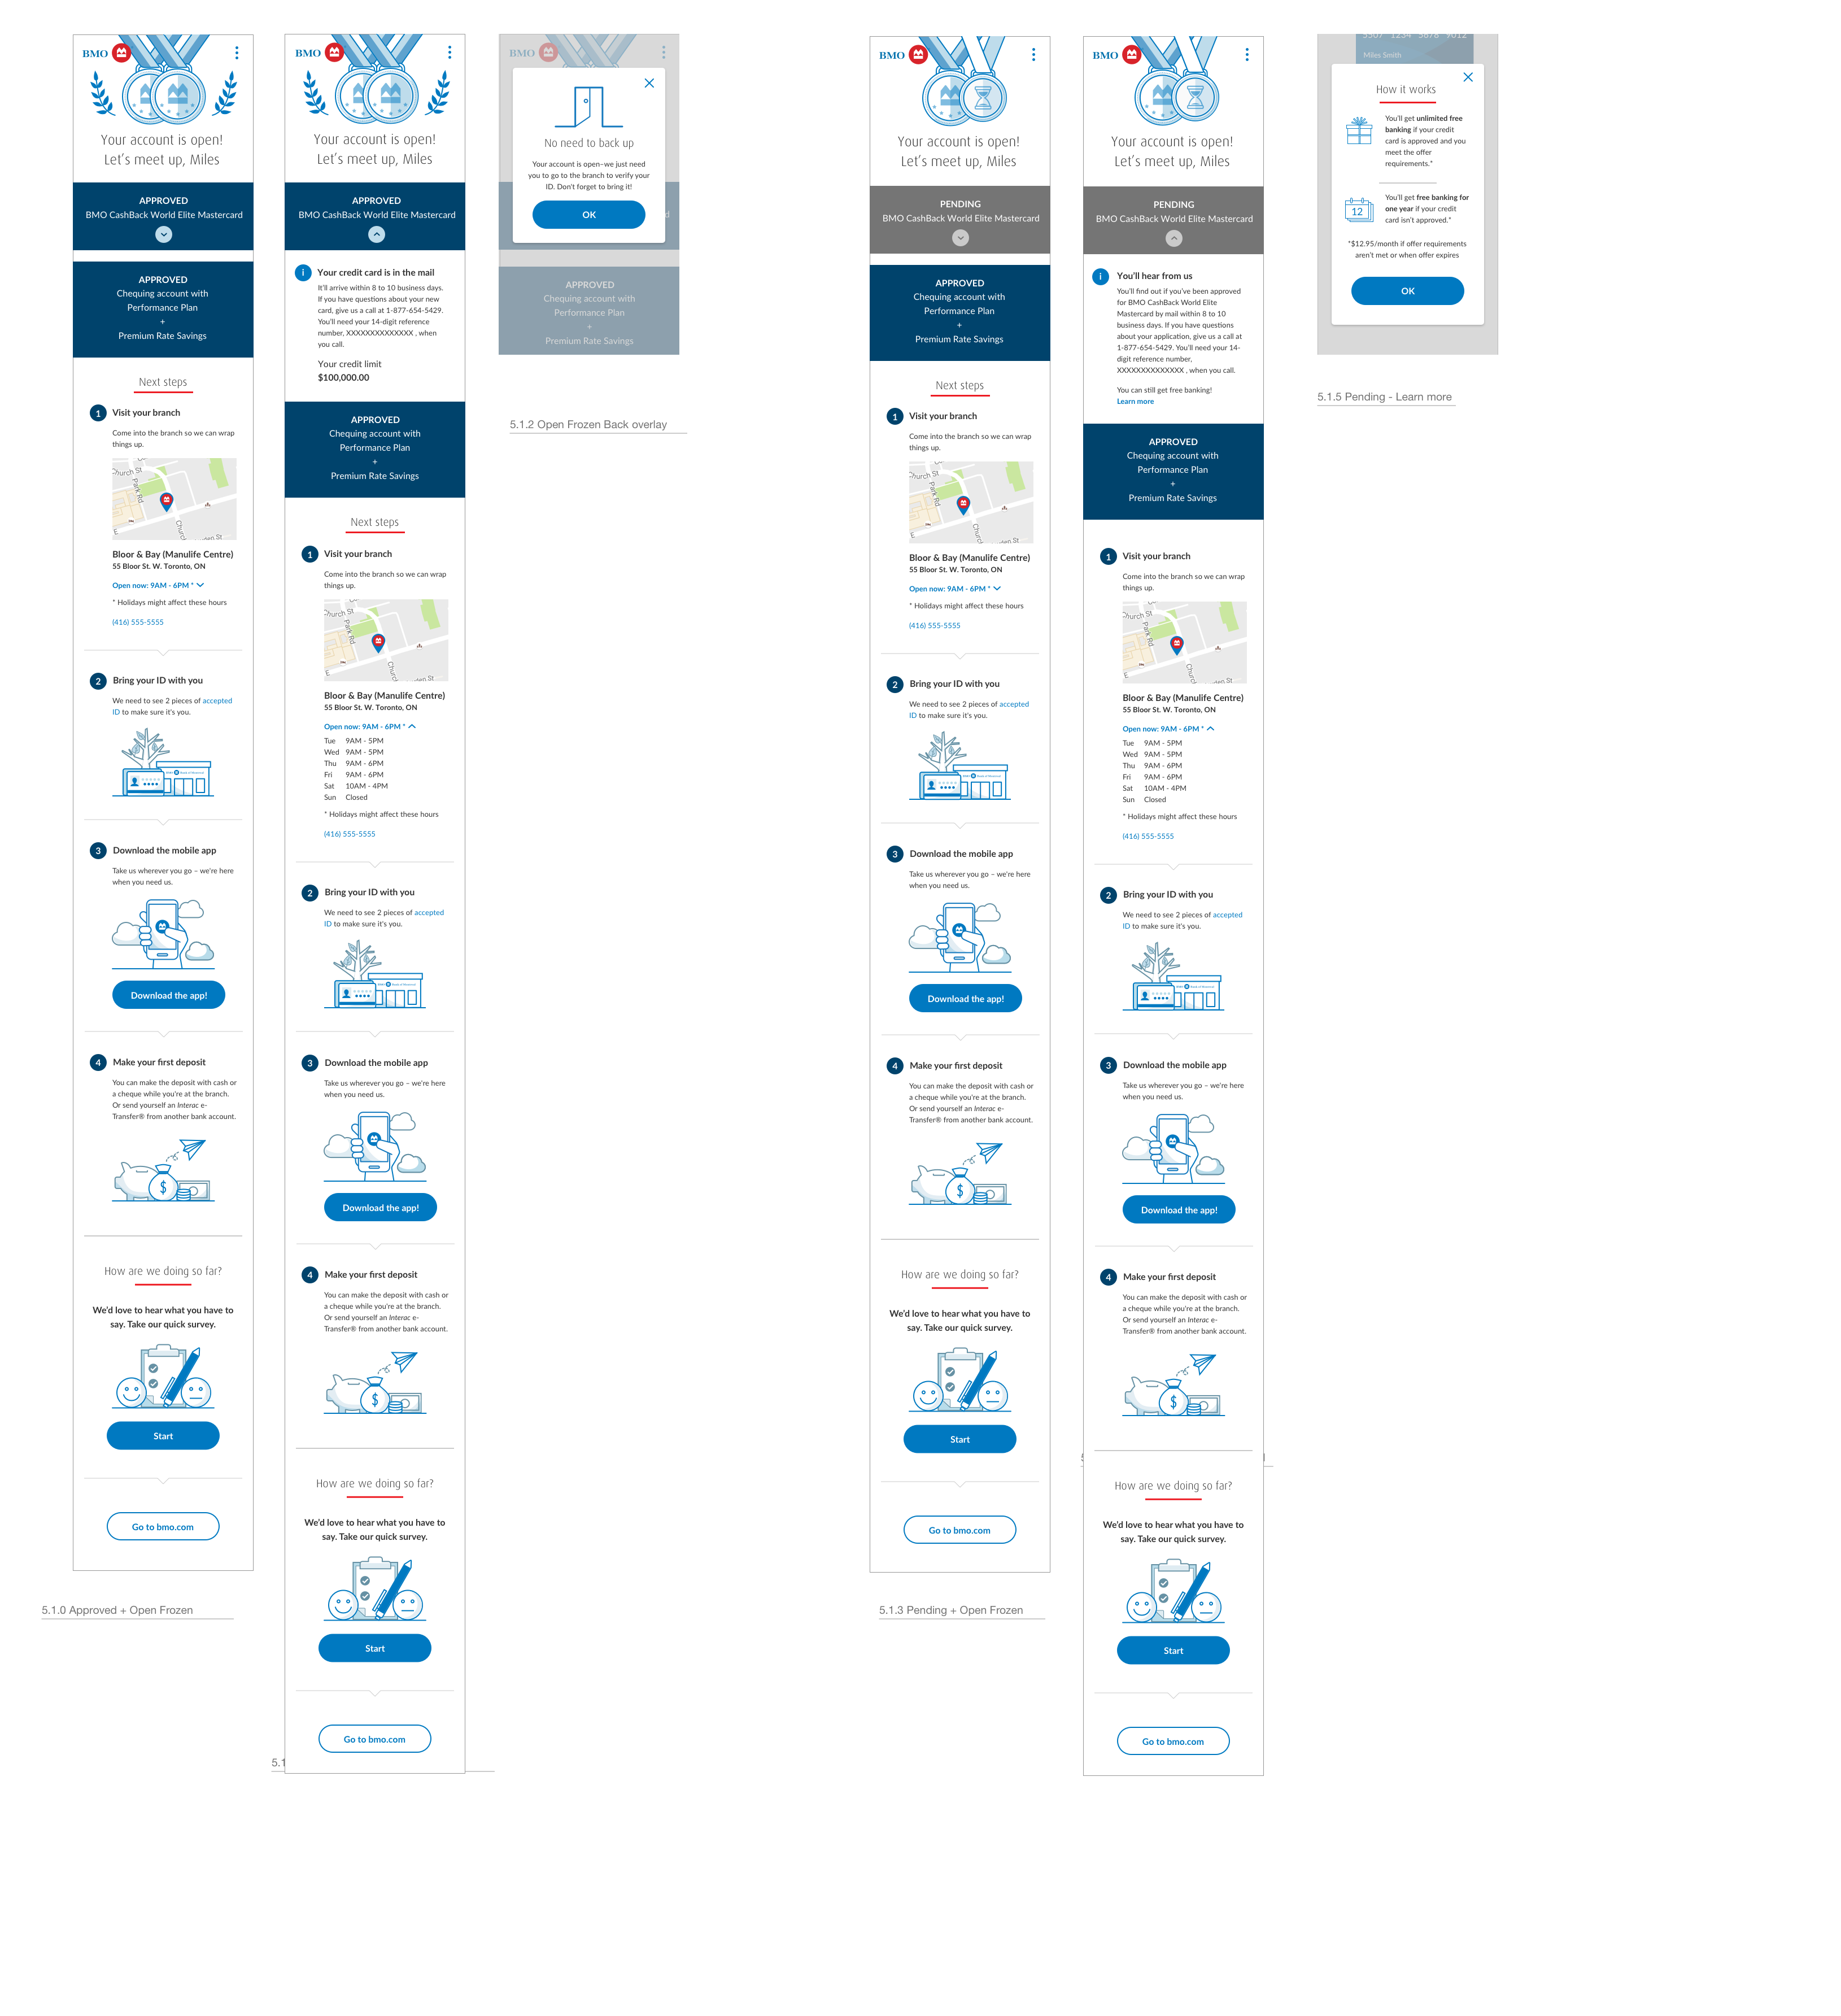 BMO
Your account is open!
Let's meet up, Miles
APPROVED
BMO CashBack World Elite Mastercard
APPROVED
Chequing account with
Performance Plan
+
Premium Rate Savings
Next steps
1 Visit your branch
Come into the branch so we can wrap
things up.
Church St
Park Rd
Church
Bloor & Bay (Manulife Centre)
55 Bloor St. W. Toronto, ON
Open now: 9AM - 6PM *
* Holidays might affect these hours
(416) 555-5555
2 Bring your ID with you
We need to see 2 pieces of accepted
ID to make sure it's you.
BMO Bank of Montreal
3 Download the mobile app
Take us wherever you go – we're here
when you need us.
Download the app!
4 Make your first deposit
You can make the deposit with cash or
a cheque while you're at the branch.
Or send yourself an Interac e-
Transfer® from another bank account.
$
How are we doing so far?
We'd love to hear what you have to
say. Take our quick survey.
Start
Go to bmo.com
5.1.0 Approved + Open Frozen
BMO
Your account is open!
Let's meet up, Miles
APPROVED
BMO CashBack World Elite Mastercard
i Your credit card is in the mail
It'll arrive within 8 to 10 business days.
If you have questions about your new
card, give us a call at 1-877-654-5429.
You'll need your 14-digit reference
number, XXXXXXXXXXXXXX , when
you call.
Your credit limit
$100,000.00
APPROVED
Chequing account with
Performance Plan
+
Premium Rate Savings
Next steps
1 Visit your branch
Come into the branch so we can wrap
things up.
Church St
Park Rd
Church
Bloor & Bay (Manulife Centre)
55 Bloor St. W. Toronto, ON
Open now: 9AM - 6PM *
Tue 9AM - 5PM
Wed 9AM - 5PM
Thu 9AM - 6PM
Fri 9AM - 6PM
Sat 10AM - 4PM
Sun Closed
* Holidays might affect these hours
(416) 555-5555
2 Bring your ID with you
We need to see 2 pieces of accepted
ID to make sure it's you.
BMO Bank of Montreal
3 Download the mobile app
Take us wherever you go – we're here
when you need us.
Download the app!
4 Make your first deposit
You can make the deposit with cash or
a cheque while you're at the branch.
Or send yourself an Interac e-
Transfer® from another bank account.
$
How are we doing so far?
We'd love to hear what you have to
say. Take our quick survey.
Start
Go to bmo.com
5.1
BMO
No need to back up
Your account is open–we just need
you to go to the branch to verify your
ID. Don't forget to bring it!
OK
APPROVED
Chequing account with
Performance Plan
+
Premium Rate Savings
5.1.2 Open Frozen Back overlay
BMO
Your account is open!
Let's meet up, Miles
PENDING
BMO CashBack World Elite Mastercard
APPROVED
Chequing account with
Performance Plan
+
Premium Rate Savings
Next steps
1 Visit your branch
Come into the branch so we can wrap
things up.
Church St
Park Rd
Church
Bloor & Bay (Manulife Centre)
55 Bloor St. W. Toronto, ON
Open now: 9AM - 6PM *
* Holidays might affect these hours
(416) 555-5555
2 Bring your ID with you
We need to see 2 pieces of accepted
ID to make sure it's you.
BMO Bank of Montreal
3 Download the mobile app
Take us wherever you go – we're here
when you need us.
Download the app!
4 Make your first deposit
You can make the deposit with cash or
a cheque while you're at the branch.
Or send yourself an Interac e-
Transfer® from another bank account.
$
How are we doing so far?
We'd love to hear what you have to
say. Take our quick survey.
Start
Go to bmo.com
5.1.3 Pending + Open Frozen
BMO
Your account is open!
Let's meet up, Miles
PENDING
BMO CashBack World Elite Mastercard
i You'll hear from us
You'll find out if you've been approved
for BMO CashBack World Elite
Mastercard by mail within 8 to 10
business days. If you have questions
about your application, give us a call at
1-877-654-5429. You'll need your 14-
digit reference number,
XXXXXXXXXXXXXX , when you call.
You can still get free banking!
Learn more
APPROVED
Chequing account with
Performance Plan
+
Premium Rate Savings
1 Visit your branch
Come into the branch so we can wrap
things up.
Church St
Park Rd
Church
Bloor & Bay (Manulife Centre)
55 Bloor St. W. Toronto, ON
Open now: 9AM - 6PM *
Tue 9AM - 5PM
Wed 9AM - 5PM
Thu 9AM - 6PM
Fri 9AM - 6PM
Sat 10AM - 4PM
Sun Closed
* Holidays might affect these hours
(416) 555-5555
2 Bring your ID with you
We need to see 2 pieces of accepted
ID to make sure it's you.
BMO Bank of Montreal
3 Download the mobile app
Take us wherever you go – we're here
when you need us.
Download the app!
4 Make your first deposit
You can make the deposit with cash or
a cheque while you're at the branch.
Or send yourself an Interac e-
Transfer® from another bank account.
$
How are we doing so far?
We'd love to hear what you have to
say. Take our quick survey.
Start
Go to bmo.com
5507 1234 5678 9012
Miles Smith
How it works
You'll get unlimited free
banking if your credit
card is approved and you
meet the offer
requirements.*
12
You'll get free banking for
one year if your credit
card isn't approved.*
*$12.95/month if offer requirements
aren't met or when offer expires
OK
5.1.5 Pending - Learn more